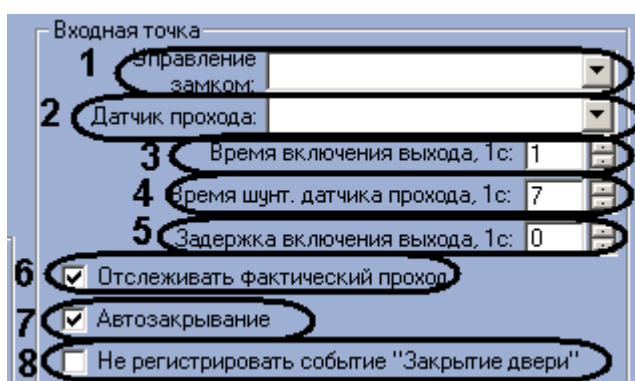 Входная точка
1 Управление
замком:
2 Датчик прохода:
3 Время включения выхода, 1с: 1
4 Время шунт. датчика прохода, 1с: 7
5 Задержка включения выхода, 1с: 0
6 Отслеживать фактический проход
7 Автозакрывание
8 Не регистрировать событие "Закрытие двери"